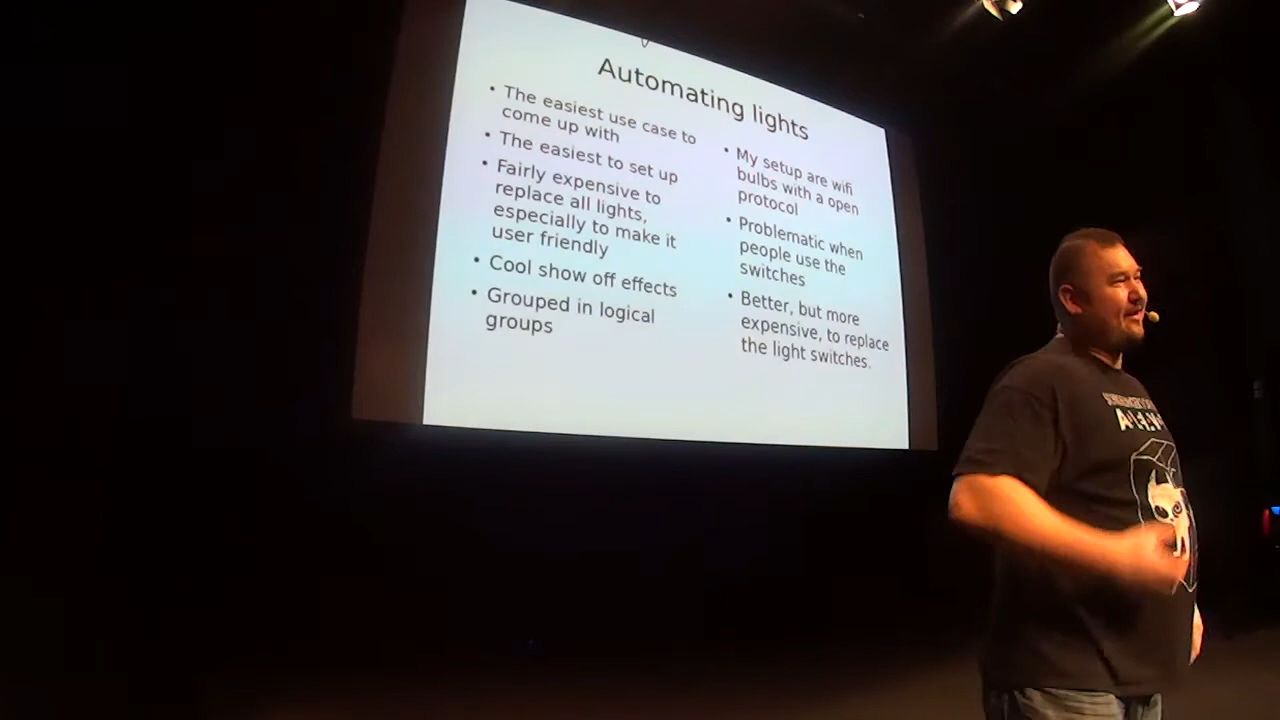 Automating lights
• The easiest use case to
come up with
• The easiest to set up
• Fairly expensive to
replace all lights,
especially to make it
user friendly
• Cool show off effects
• Grouped in logical
groups
• My setup are wifi
bulbs with a open
protocol
• Problematic when
people use the
switches
• Better, but more
expensive, to replace
the light switches.